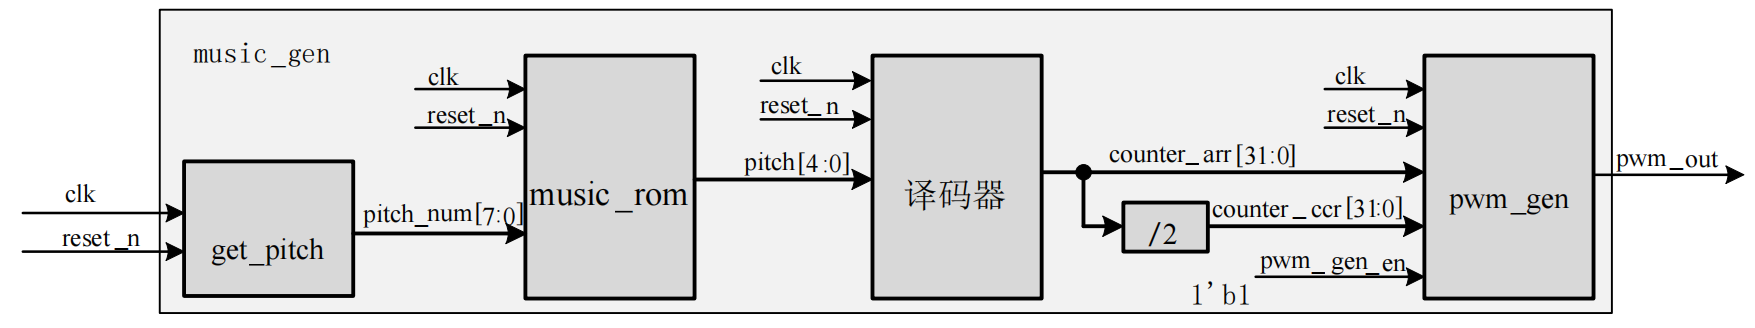 music_gen
clk
reset_n
get_pitch
pitch_num[7:0]
clk
reset_n
music_rom
pitch[4:0]
clk
reset_n
译码器
counter_arr[31:0]
/2
counter_ccr[31:0]
pwm_gen_en
1'b1
clk
reset_n
pwm_gen
pwm_out